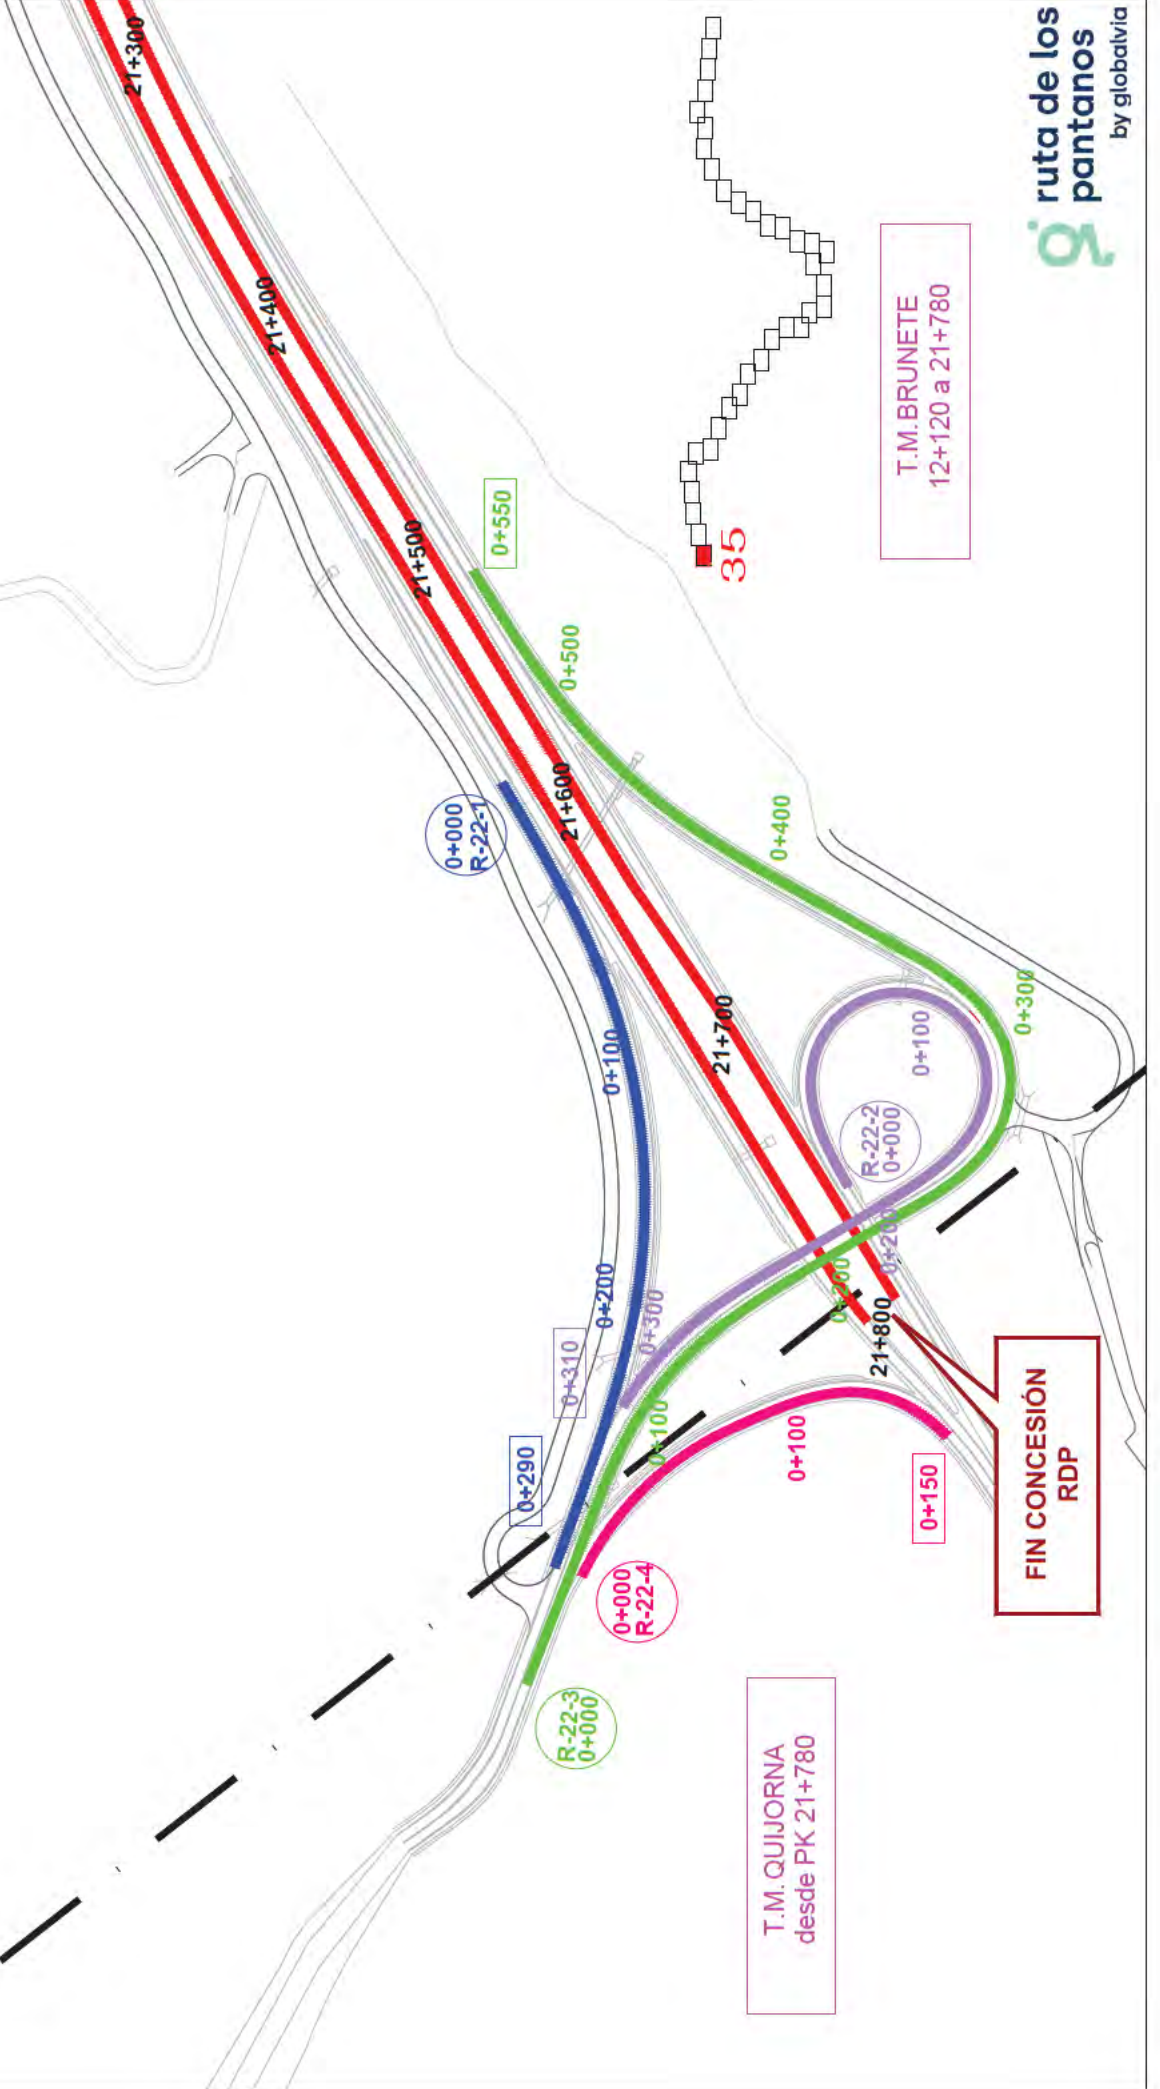 21+300
21+400
21+500
21+600
21+700
21+800
0+550
0+500
0+400
0+300
0+200
0+100
R-22-3
0+000
0+000
R-22-1
0+100
0+200
0+290
R-22-2
0+000
0+100
0+200
0+300
0+310
0+000
R-22-4
0+100
0+150
35
T.M.BRUNETE
12+120 a 21+780
T.M.QUIJORNA
desde PK 21+780
FIN CONCESIÓN
RDP
ruta de los
pantanos
by globalvia